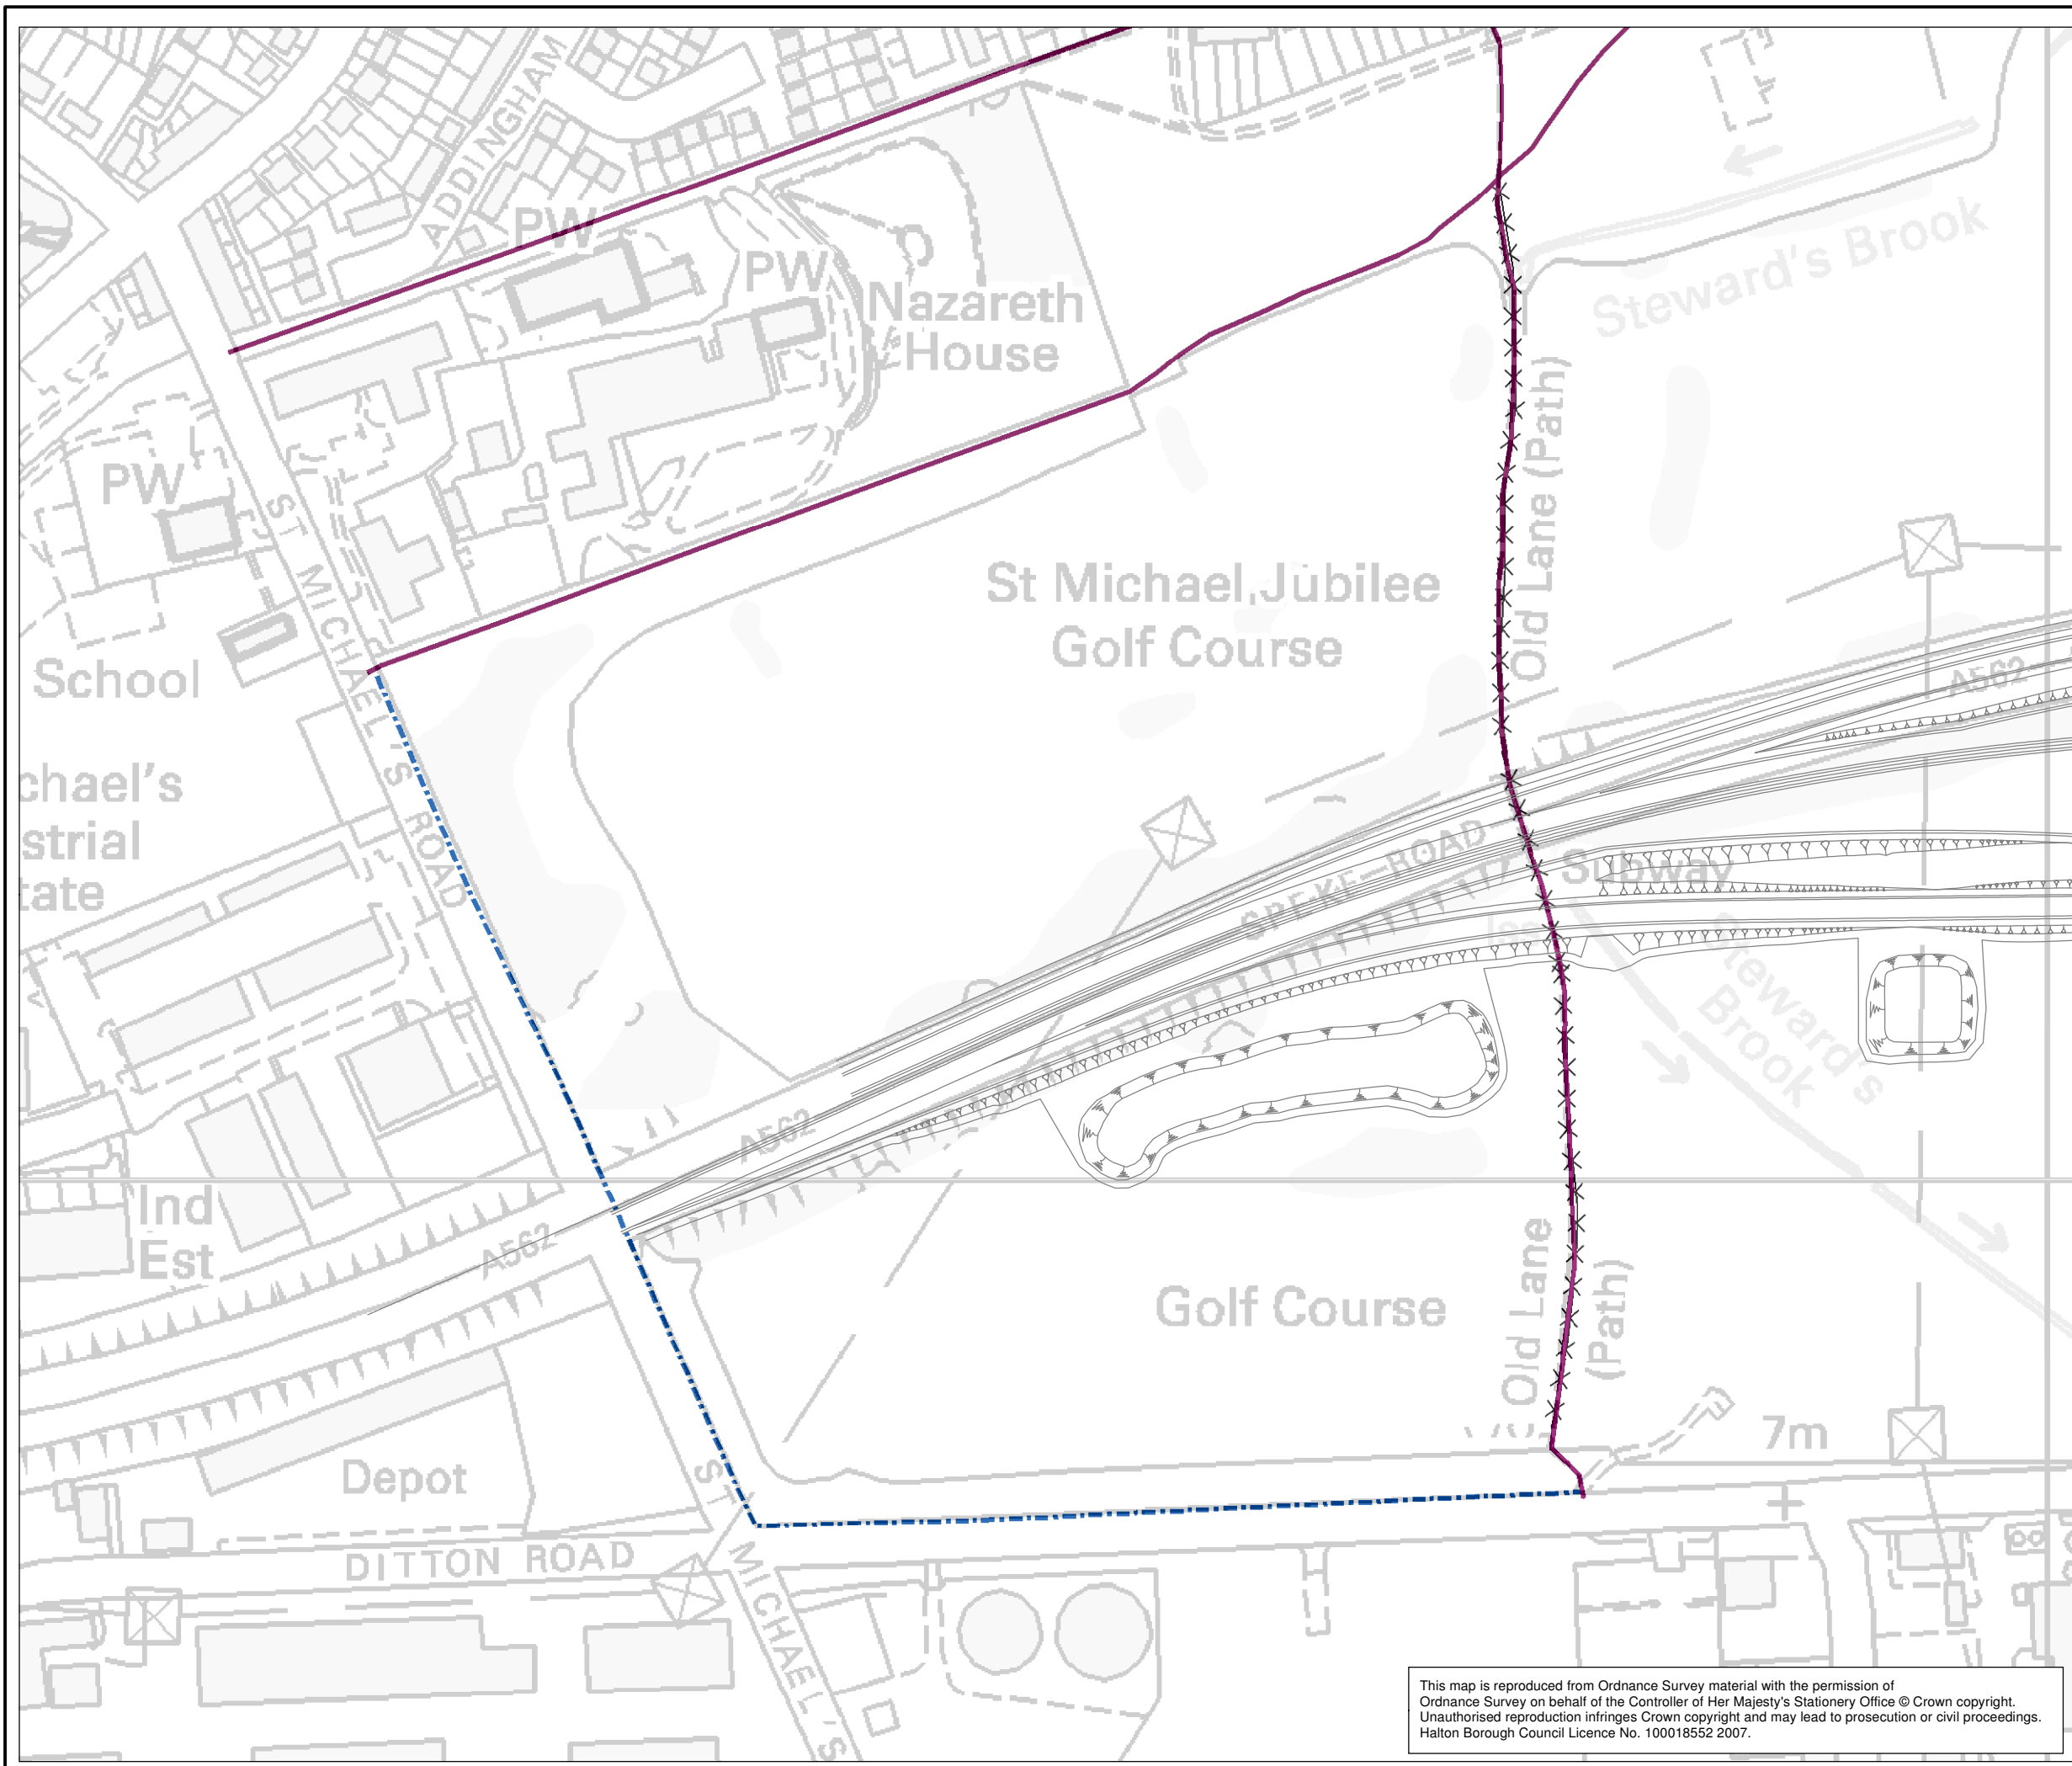 ADDINGHAM
PW
PW
Nazareth
House
Steward's Brook
PW
ST MICHAEL'S ROAD
School
St Michael Jubilee
Golf Course
Old Lane (Path)
A562
chael's
strial
tate
SPEKE ROAD
Subway
Steward's
Brook
A562
Ind
Est
A562
Golf Course
Old Lane
(Path)
7m
Depot
DITTON ROAD
ST MICHAEL'S
This map is reproduced from Ordnance Survey material with the permission of
Ordnance Survey on behalf of the Controller of Her Majesty's Stationery Office © Crown copyright.
Unauthorised reproduction infringes Crown copyright and may lead to prosecution or civil proceedings.
Halton Borough Council Licence No. 100018552 2007.